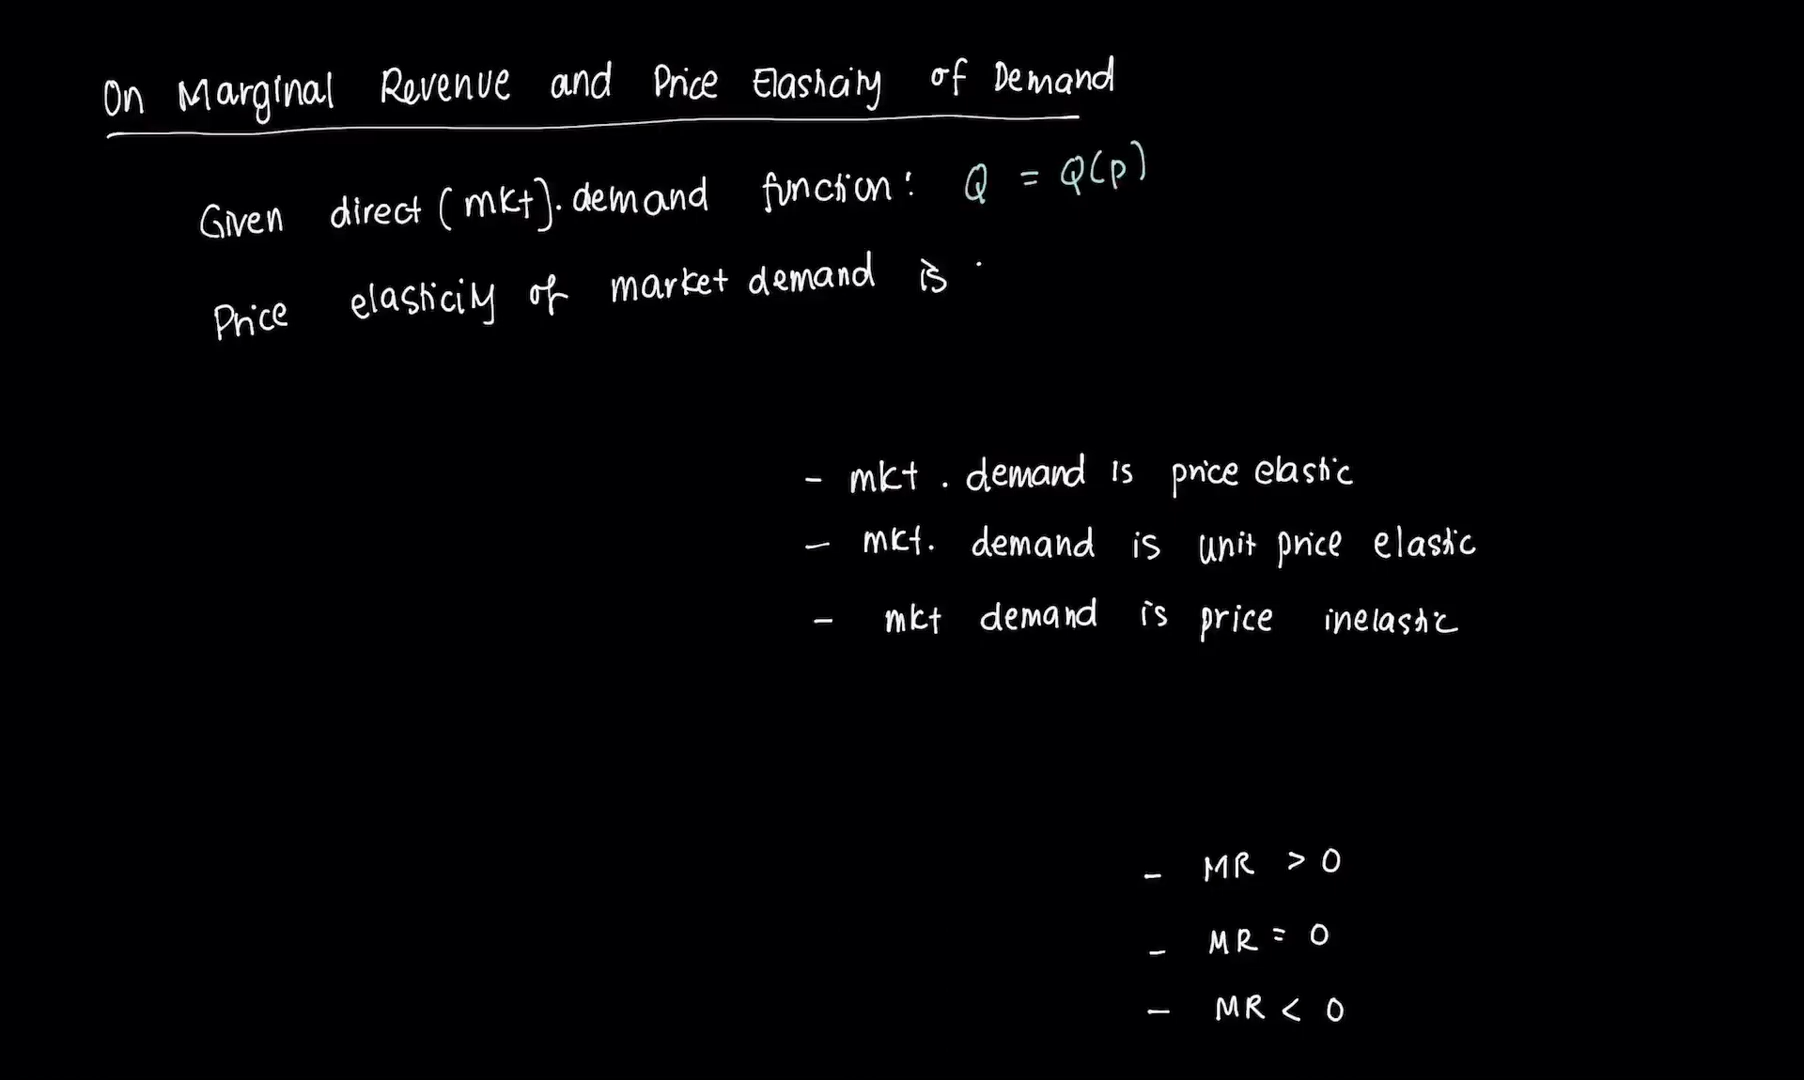 On Marginal Revenue and Price Elasticity of Demand
Given direct (mkt). demand function: Q = Q(p)
Price elasticity of market demand is
- mkt. demand is price elastic
- mkt. demand is unit price elastic
- mkt demand is price inelastic
- MR > 0
- MR = 0
- MR < 0